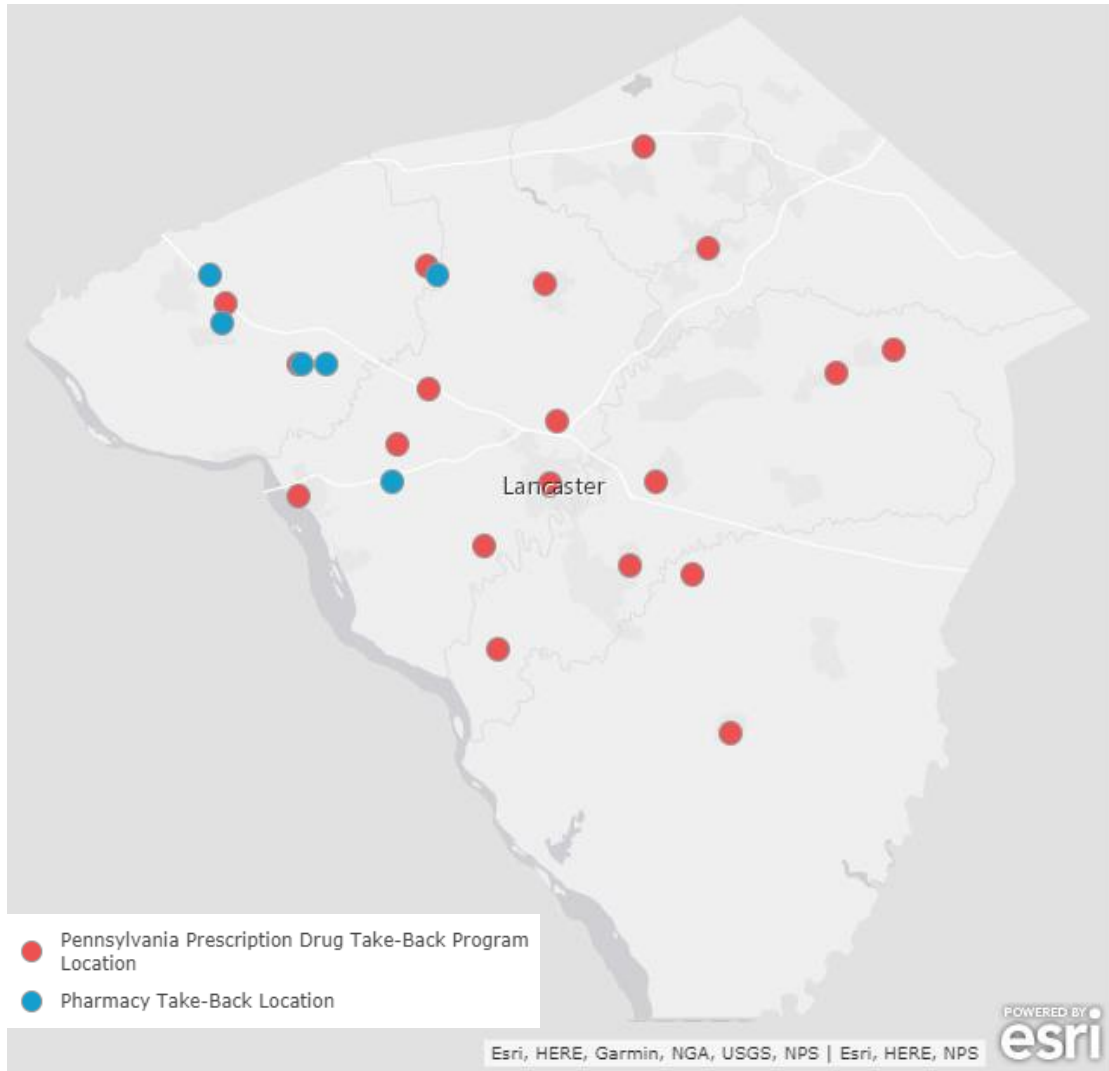 Lancaster
Pennsylvania Prescription Drug Take-Back Program
Location
Pharmacy Take-Back Location
POWERED BY
esri
Esri, HERE, Garmin, NGA, USGS, NPS | Esri, HERE, NPS